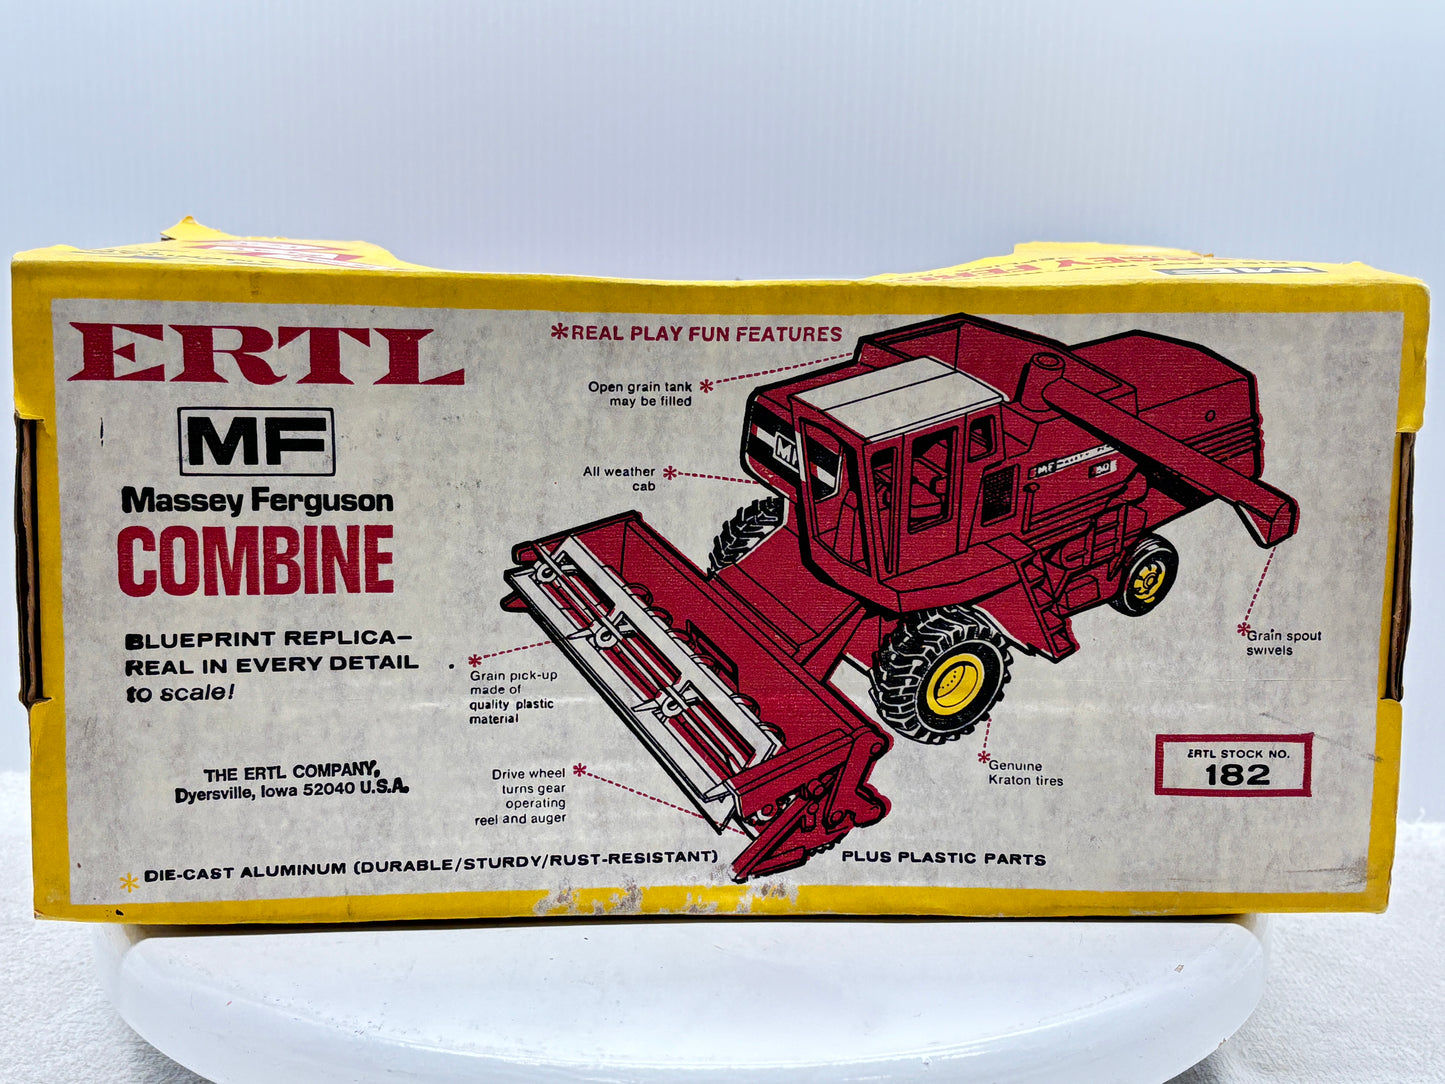 ERTL
MF
Massey Ferguson
COMBINE
BLUEPRINT REPLICA—
REAL IN EVERY DETAIL
to scale!
THE ERTL COMPANY,
Dyersville, Iowa 52040 U.S.A.
*REAL PLAY FUN FEATURES
Open grain tank *
may be filled
All weather *
cab
MF
MF
*
Grain pick-up
made of
quality plastic
material
Drive wheel *
turns gear
operating
reel and auger
*Grain spout
swivels
*Genuine
Kraton tires
ERTL STOCK NO.
182
* DIE-CAST ALUMINUM (DURABLE/STURDY/RUST-RESISTANT)
PLUS PLASTIC PARTS